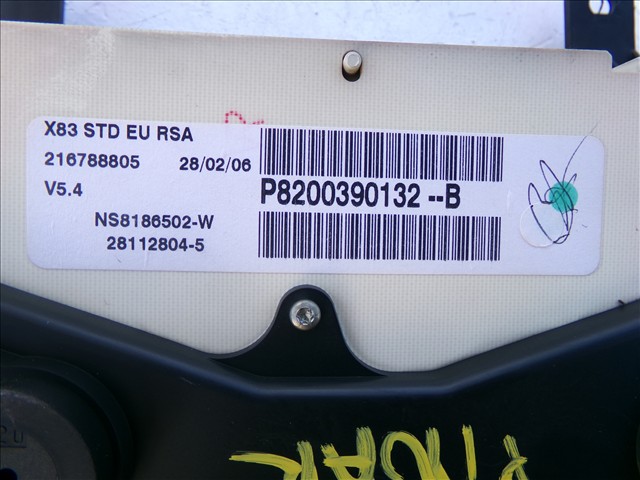 X83 STD EU RSA
216788805 28/02/06
V5.4
P8200390132--B
NS8186502-W
28112804-5